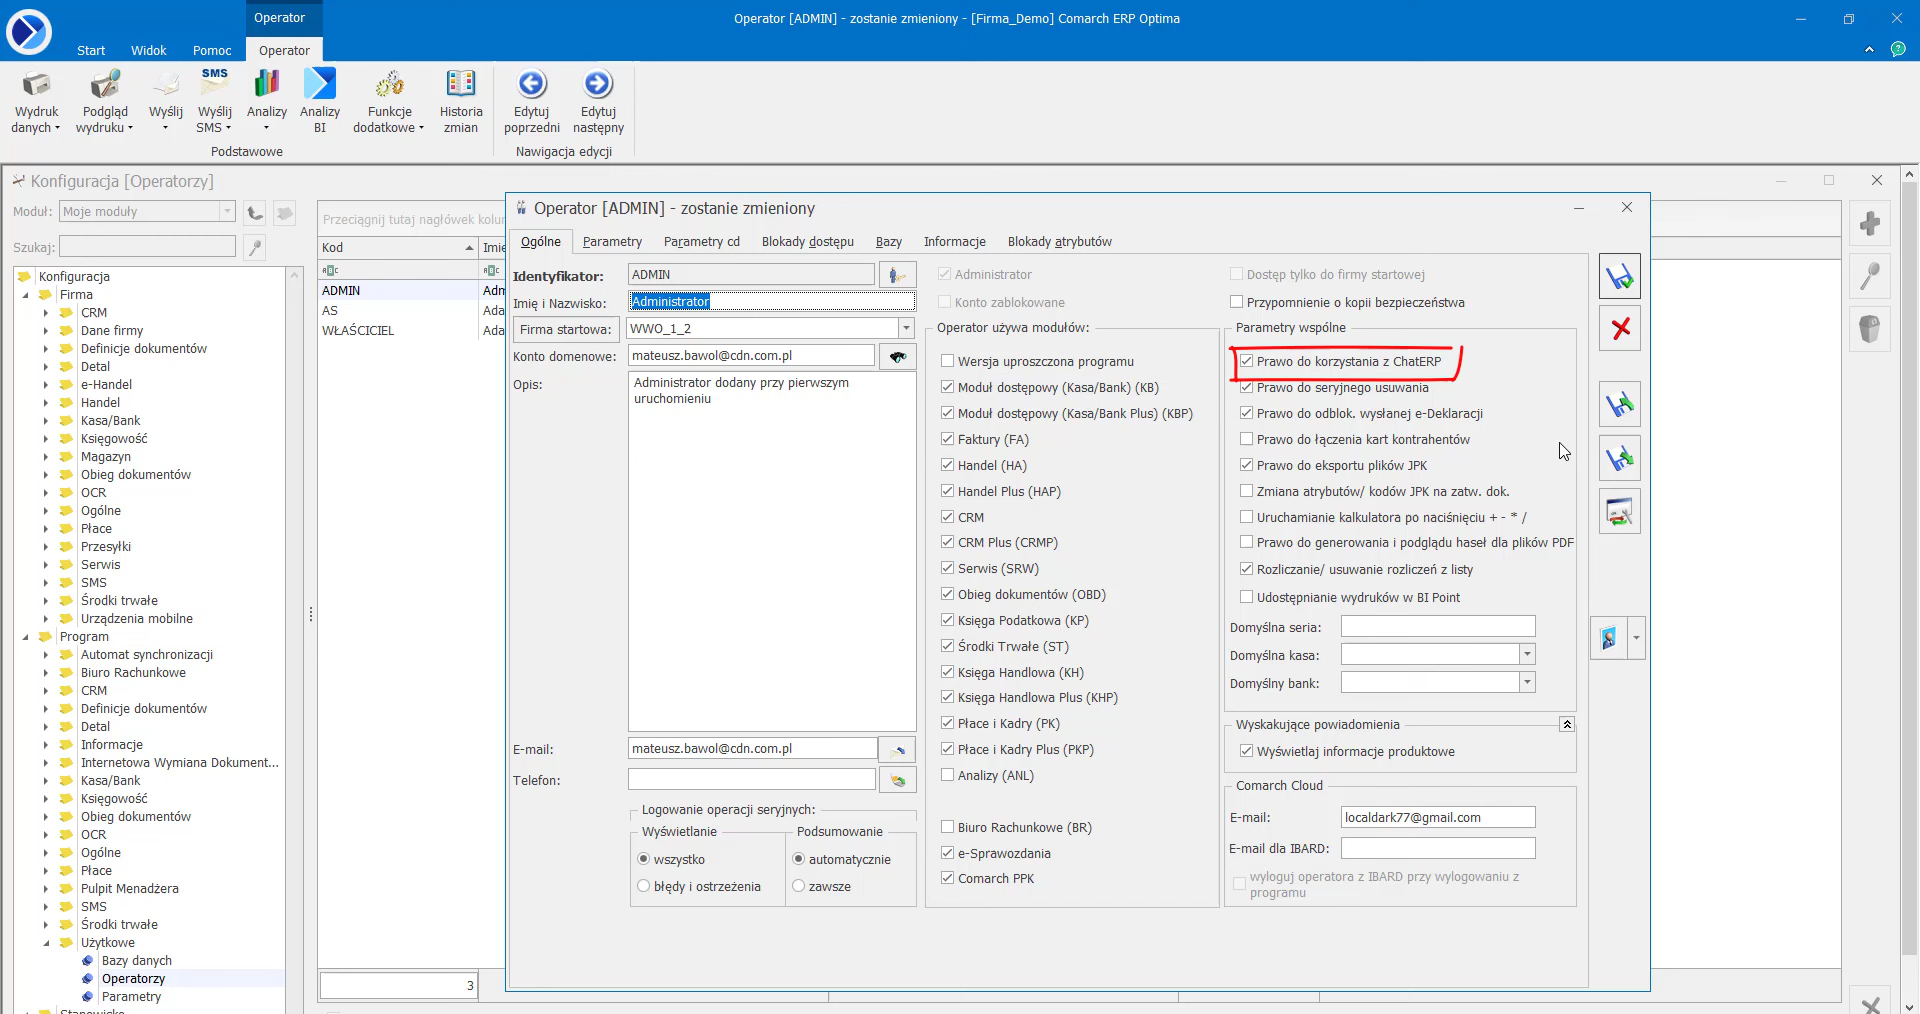 Operator
Operator [ADMIN] - zostanie zmieniony - [Firma_Demo] Comarch ERP Optima
Start
Widok
Pomoc
Operator
Wydruk danych
Podgląd wydruku
Wyślij
SMS
Wyślij SMS
Analizy
Analizy BI
Funkcje dodatkowe
Historia zmian
Edytuj poprzedni
Edytuj następny
Podstawowe
Nawigacja edycji
Konfiguracja [Operatorzy]
Moduł:
Moje moduły
Szukaj:
Konfiguracja
Firma
CRM
Dane firmy
Definicje dokumentów
Detal
e-Handel
Handel
Kasa/Bank
Księgowość
Magazyn
Obieg dokumentów
OCR
Ogólne
Płace
Przesyłki
Serwis
SMS
Środki trwałe
Urządzenia mobilne
Program
Automat synchronizacji
Biuro Rachunkowe
CRM
Definicje dokumentów
Detal
Informacje
Internetowa Wymiana Dokument...
Kasa/Bank
Księgowość
Obieg dokumentów
OCR
Ogólne
Płace
Pulpit Menadżera
SMS
Środki trwałe
Użytkowe
Bazy danych
Operatorzy
Parametry
Przeciągnij tutaj nagłówek
Kod
Imię
ADMIN
Adm
AS
Ada
WŁAŚCICIEL
Ada
3
Operator [ADMIN] - zostanie zmieniony
Ogólne
Parametry
Parametry cd
Blokady dostępu
Bazy
Informacje
Blokady atrybutów
Identyfikator:
ADMIN
Imię i Nazwisko:
Administrator
Firma startowa:
WWO_1_2
Konto domenowe:
mateusz.bawol@cdn.com.pl
Opis:
Administrator dodany przy pierwszym
uruchomieniu
E-mail:
mateusz.bawol@cdn.com.pl
Telefon:
Logowanie operacji seryjnych:
Wyświetlanie
wszystko
błędy i ostrzeżenia
Podsumowanie
automatycznie
zawsze
Administrator
Konto zablokowane
Operator używa modułów:
Wersja uproszczona programu
Moduł dostępowy (Kasa/Bank) (KB)
Moduł dostępowy (Kasa/Bank Plus) (KBP)
Faktury (FA)
Handel (HA)
Handel Plus (HAP)
CRM
CRM Plus (CRMP)
Serwis (SRW)
Obieg dokumentów (OBD)
Księga Podatkowa (KP)
Środki Trwałe (ST)
Księga Handlowa (KH)
Księga Handlowa Plus (KHP)
Płace i Kadry (PK)
Płace i Kadry Plus (PKP)
Analizy (ANL)
Biuro Rachunkowe (BR)
e-Sprawozdania
Comarch PPK
Dostęp tylko do firmy startowej
Przypomnienie o kopii bezpieczeństwa
Parametry wspólne
Prawo do korzystania z ChatERP
Prawo do seryjnego usuwania
Prawo do odblok. wysłanej e-Deklaracji
Prawo do łączenia kart kontrahentów
Prawo do eksportu plików JPK
Zmiana atrybutów/ kodów JPK na zatw. dok.
Uruchamianie kalkulatora po naciśnięciu + - * /
Prawo do generowania i podglądu haseł dla plików PDF
Rozliczanie/ usuwanie rozliczeń z listy
Udostępnianie wydruków w BI Point
Domyślna seria:
Domyślna kasa:
Domyślny bank:
Wyskakujące powiadomienia
Wyświetlaj informacje produktowe
Comarch Cloud
E-mail:
localdark77@gmail.com
E-mail dla IBARD:
wyloguj operatora z IBARD przy wylogowaniu z
programu